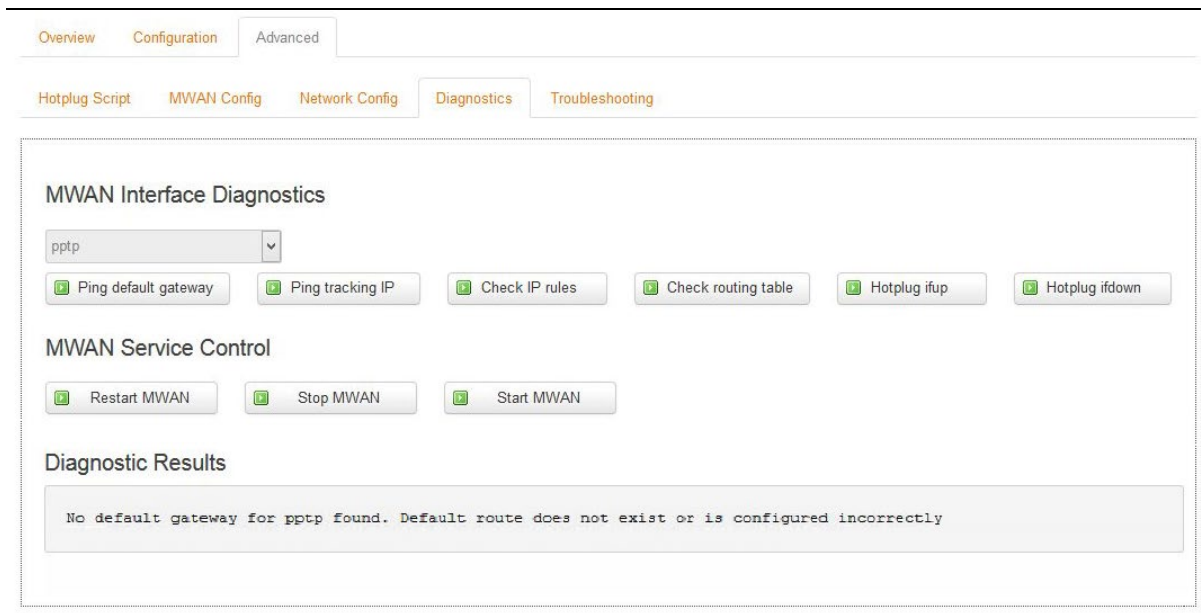 Overview Configuration Advanced
Hotplug Script MWAN Config Network Config Diagnostics Troubleshooting
MWAN Interface Diagnostics
pptp
Ping default gateway Ping tracking IP Check IP rules Check routing table Hotplug ifup Hotplug ifdown
MWAN Service Control
Restart MWAN Stop MWAN Start MWAN
Diagnostic Results
No default gateway for pptp found. Default route does not exist or is configured incorrectly